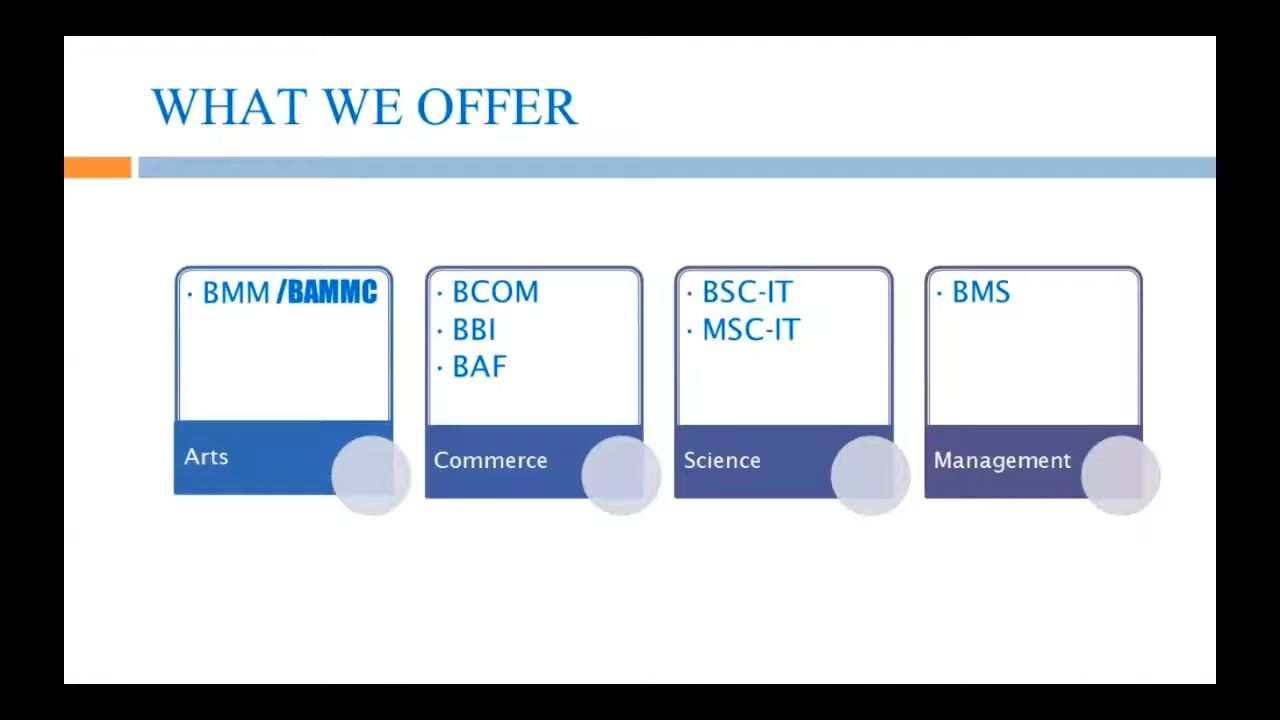 WHAT WE OFFER
· BMM /BAMMC
Arts
· BCOM
· BBI
· BAF
Commerce
· BSC-IT
· MSC-IT
Science
· BMS
Management